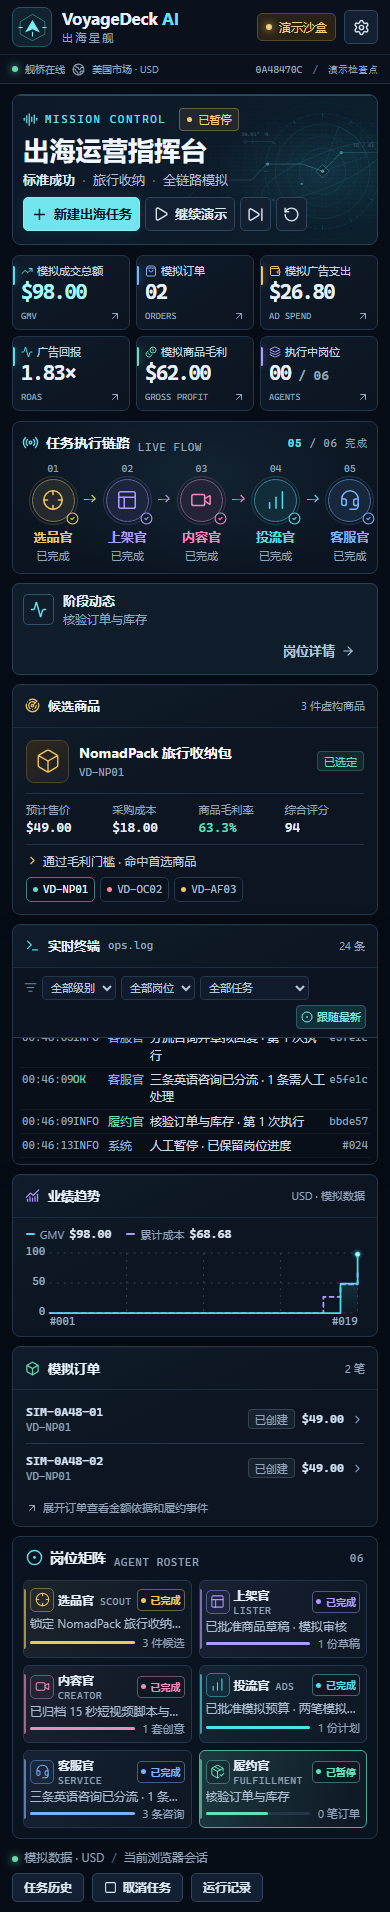 VoyageDeck AI
出海星舰
演示沙盒
舰桥在线 美国市场 · USD 0A48470C / 演示检查点
MISSION CONTROL 已暂停
出海运营指挥台
标准成功 · 旅行收纳 · 全链路模拟
新建出海任务 继续演示
模拟成交总额 模拟订单 模拟广告支出
$98.00 02 $26.80
GMV ORDERS AD SPEND
广告回报 模拟商品毛利 执行中岗位
1.83× $62.00 00 / 06
ROAS GROSS PROFIT AGENTS
任务执行链路 LIVE FLOW 05 / 06 完成
01 02 03 04 05
选品官 上架官 内容官 投流官 客服官
已完成 已完成 已完成 已完成 已完成
阶段动态
核验订单与库存
岗位详情
候选商品 3 件虚构商品
NomadPack 旅行收纳包
VD-NP01
已选定
预计售价 采购成本 商品毛利率 综合评分
$49.00 $18.00 63.3% 94
通过毛利门槛 · 命中首选商品
VD-NP01 VD-OC02 VD-AF03
实时终端 ops.log 24 条
全部级别 全部岗位 全部任务
跟随最新
行
00:46:09OK 客服官 三条英语咨询已分流 · 1 条需人工 e5fe1c
处理
00:46:09INFO 履约官 核验订单与库存 · 第 1 次执行 bbde57
00:46:13INFO 系统 人工暂停 · 已保留岗位进度 #024
业绩趋势 USD · 模拟数据
GMV $98.00 累计成本 $68.68
100
50
0
#001 #019
模拟订单 2 笔
SIM-0A48-01
VD-NP01
已创建 $49.00
SIM-0A48-02
VD-NP01
已创建 $49.00
展开订单查看金额依据和履约事件
岗位矩阵 AGENT ROSTER 06
选品官 SCOUT 已完成
锁定 NomadPack 旅行收纳...
3 件候选
上架官 LISTER 已完成
已批准商品草稿 · 模拟审核
1 份草稿
内容官 CREATOR 已完成
已归档 15 秒短视频脚本与...
1 套创意
投流官 ADS 已完成
已批准模拟预算 · 两笔模拟...
1 份计划
客服官 SERVICE 已完成
三条英语咨询已分流 · 1 条...
3 条咨询
履约官 FULFILLMENT 已暂停
核验订单与库存
0 笔订单
模拟数据 · USD / 当前浏览器会话
任务历史 取消任务 运行记录